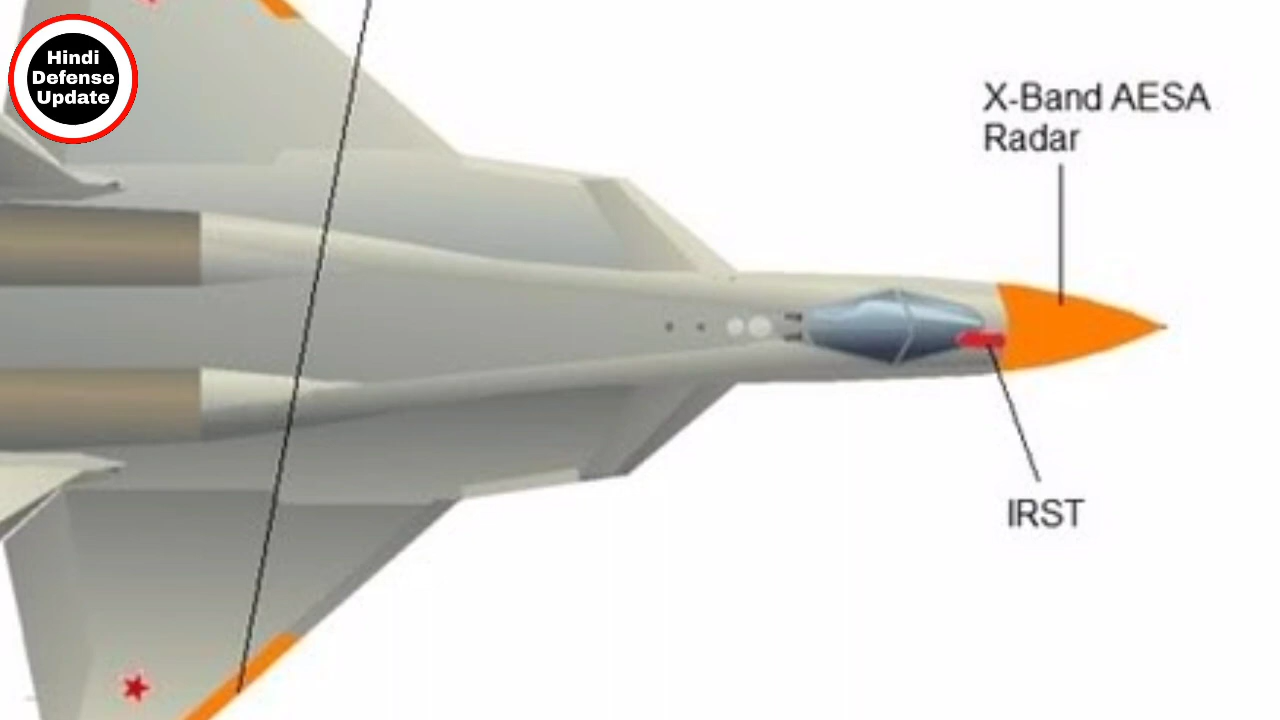 Hindi
Defense
Update
X-Band AESA
Radar
IRST